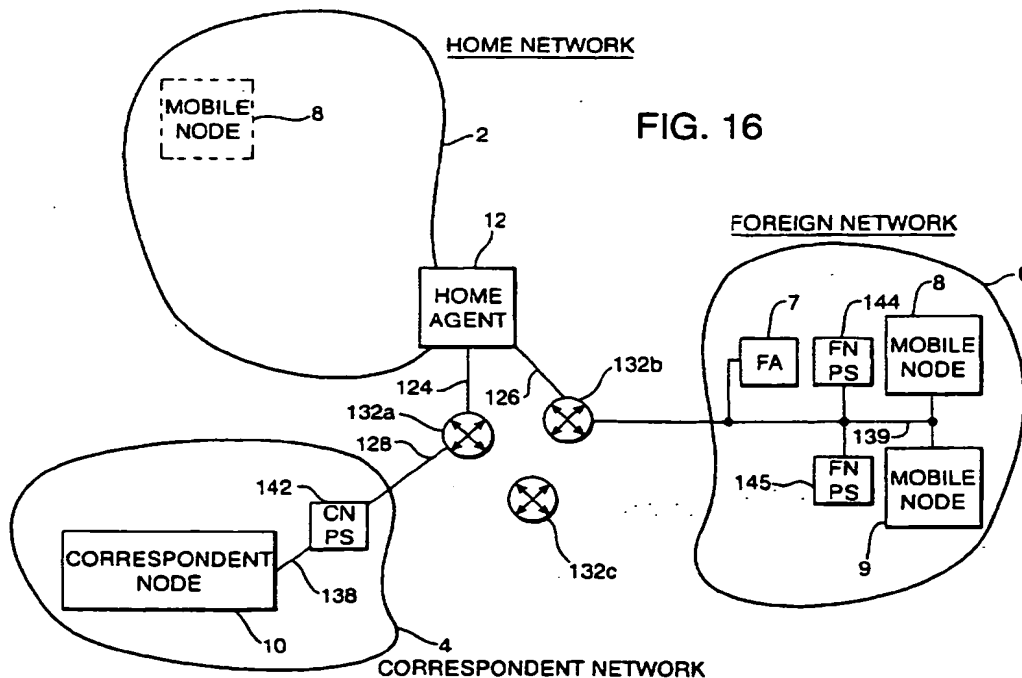 HOME NETWORK
MOBILE
NODE
8
2
FIG. 16
12
HOME
AGENT
FOREIGN NETWORK
8
7
144
FA
FN
PS
MOBILE
NODE
124
126
132b
132a
128
139
142
CN
PS
145
FN
PS
MOBILE
NODE
9
CORRESPONDENT
NODE
138
132c
10
4
CORRESPONDENT NETWORK